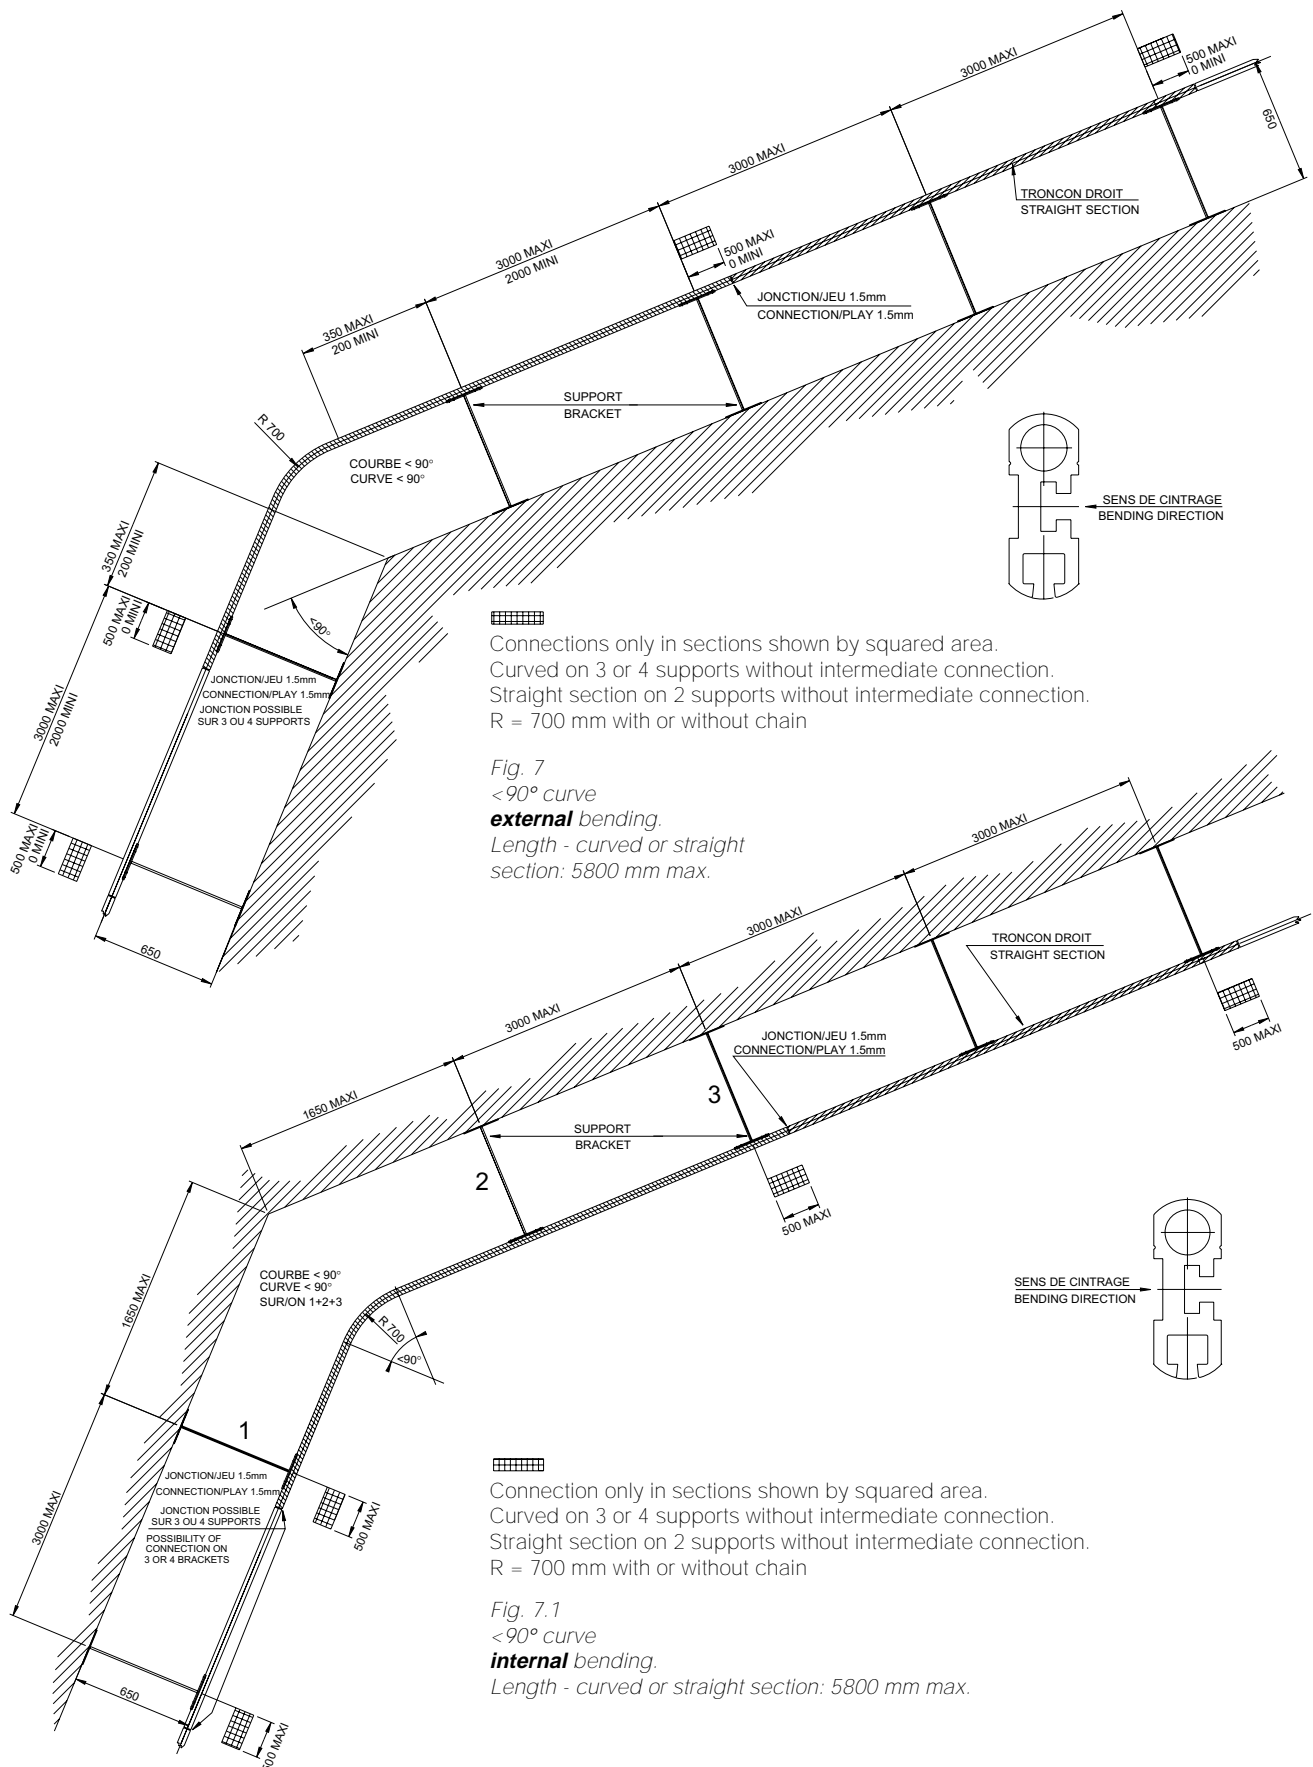 3000 MAXI
500 MAXI
0 MINI
650
3000 MAXI
TRONCON DROIT
STRAIGHT SECTION
3000 MAXI
2000 MINI
500 MAXI
0 MINI
JONCTION/JEU 1.5mm
CONNECTION/PLAY 1.5mm
350 MAXI
200 MINI
SUPPORT
BRACKET
R 700
COURBE < 90°
CURVE < 90°
SENS DE CINTRAGE
BENDING DIRECTION
350 MAXI
200 MINI
500 MAXI
0 MINI
<90°
JONCTION/JEU 1.5mm
CONNECTION/PLAY 1.5mm
JONCTION POSSIBLE
SUR 3 OU 4 SUPPORTS
3000 MAXI
2000 MINI
500 MAXI
0 MINI
650
Connections only in sections shown by squared area.
Curved on 3 or 4 supports without intermediate connection.
Straight section on 2 supports without intermediate connection.
R = 700 mm with or without chain
Fig. 7
<90° curve
external bending.
Length - curved or straight
section: 5800 mm max.
3000 MAXI
3000 MAXI
TRONCON DROIT
STRAIGHT SECTION
500 MAXI
3000 MAXI
JONCTION/JEU 1.5mm
CONNECTION/PLAY 1.5mm
3
1650 MAXI
SUPPORT
BRACKET
2
500 MAXI
COURBE < 90°
CURVE < 90°
SUR/ON 1+2+3
1650 MAXI
R 700
<90°
SENS DE CINTRAGE
BENDING DIRECTION
1
JONCTION/JEU 1.5mm
CONNECTION/PLAY 1.5mm
JONCTION POSSIBLE
SUR 3 OU 4 SUPPORTS
POSSIBILITY OF
CONNECTION ON
3 OR 4 BRACKETS
500 MAXI
3000 MAXI
650
500 MAXI
Connection only in sections shown by squared area.
Curved on 3 or 4 supports without intermediate connection.
Straight section on 2 supports without intermediate connection.
R = 700 mm with or without chain
Fig. 7.1
<90° curve
internal bending.
Length - curved or straight section: 5800 mm max.